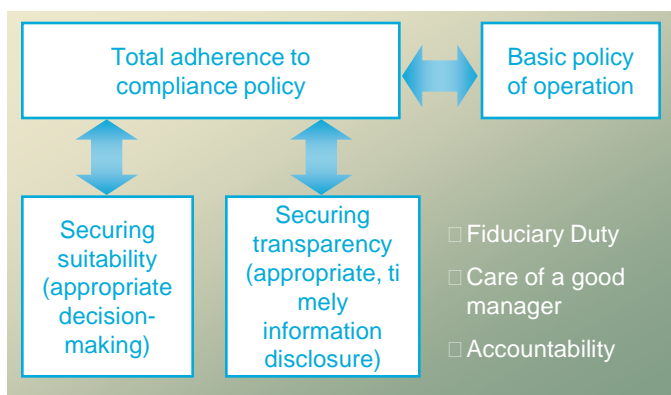 Total adherence to
compliance policy
Basic policy
of operation
Securing
suitability
(appropriate
decision-
making)
Securing
transparency
(appropriate, ti
mely
information
disclosure)
□ Fiduciary Duty
□ Care of a good
manager
□ Accountability